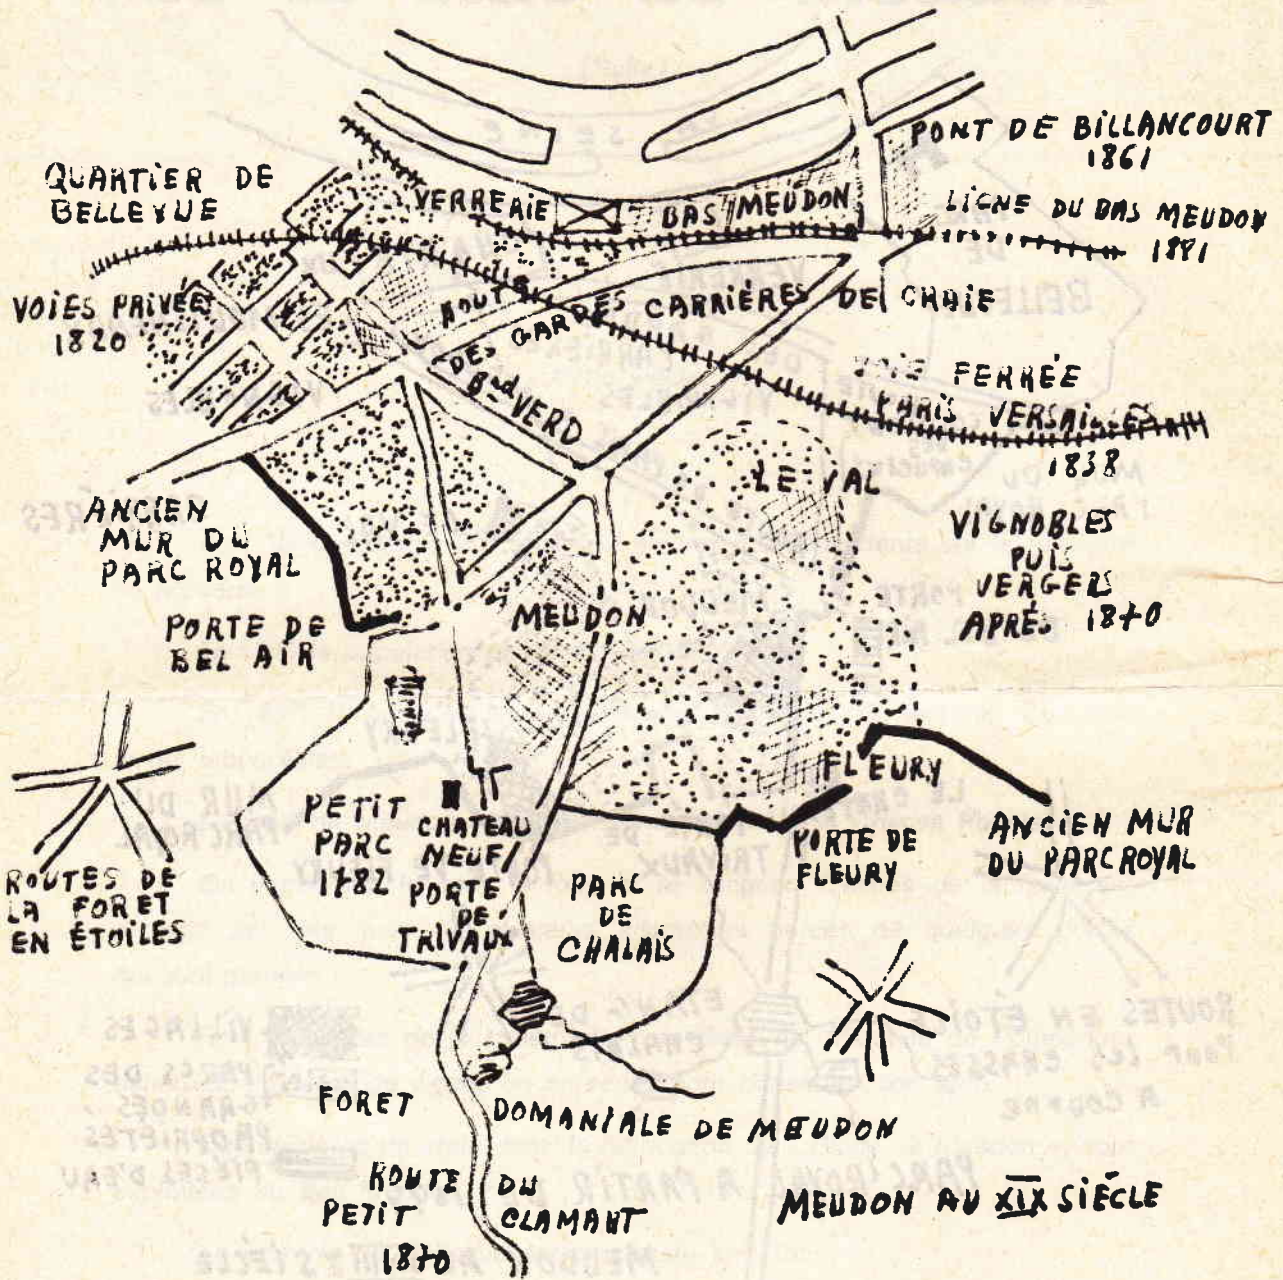 PONT DE BILLANCOURT
1861
QUARTIER DE
BELLEVUE
VERRERIE
BAS MEUDON
LIGNE DU BAS MEUDON
1881
VOIES PRIVÉES
1820
ROUTE
DES GARDES
CARRIÈRES DE CRAIE
VOIE FERRÉE
PARIS VERSAILLES
1838
Bᵈ VERD
LE VAL
ANCIEN
MUR DU
PARC ROYAL
VIGNOBLES
PUIS
VERGERS
APRÉS 1870
PORTE DE
BEL AIR
MEUDON
FLEURY
PETIT
PARC
1782
CHATEAU
NEUF
PORTE
DE
TRIVAUX
PARC
DE
CHALAIS
PORTE DE
FLEURY
ANCIEN MUR
DU PARC ROYAL
ROUTES DE
LA FORET
EN ÉTOILES
FORET DOMANIALE DE MEUDON
ROUTE DU
PETIT CLAMART
1870
MEUDON AU XIX SIÉCLE